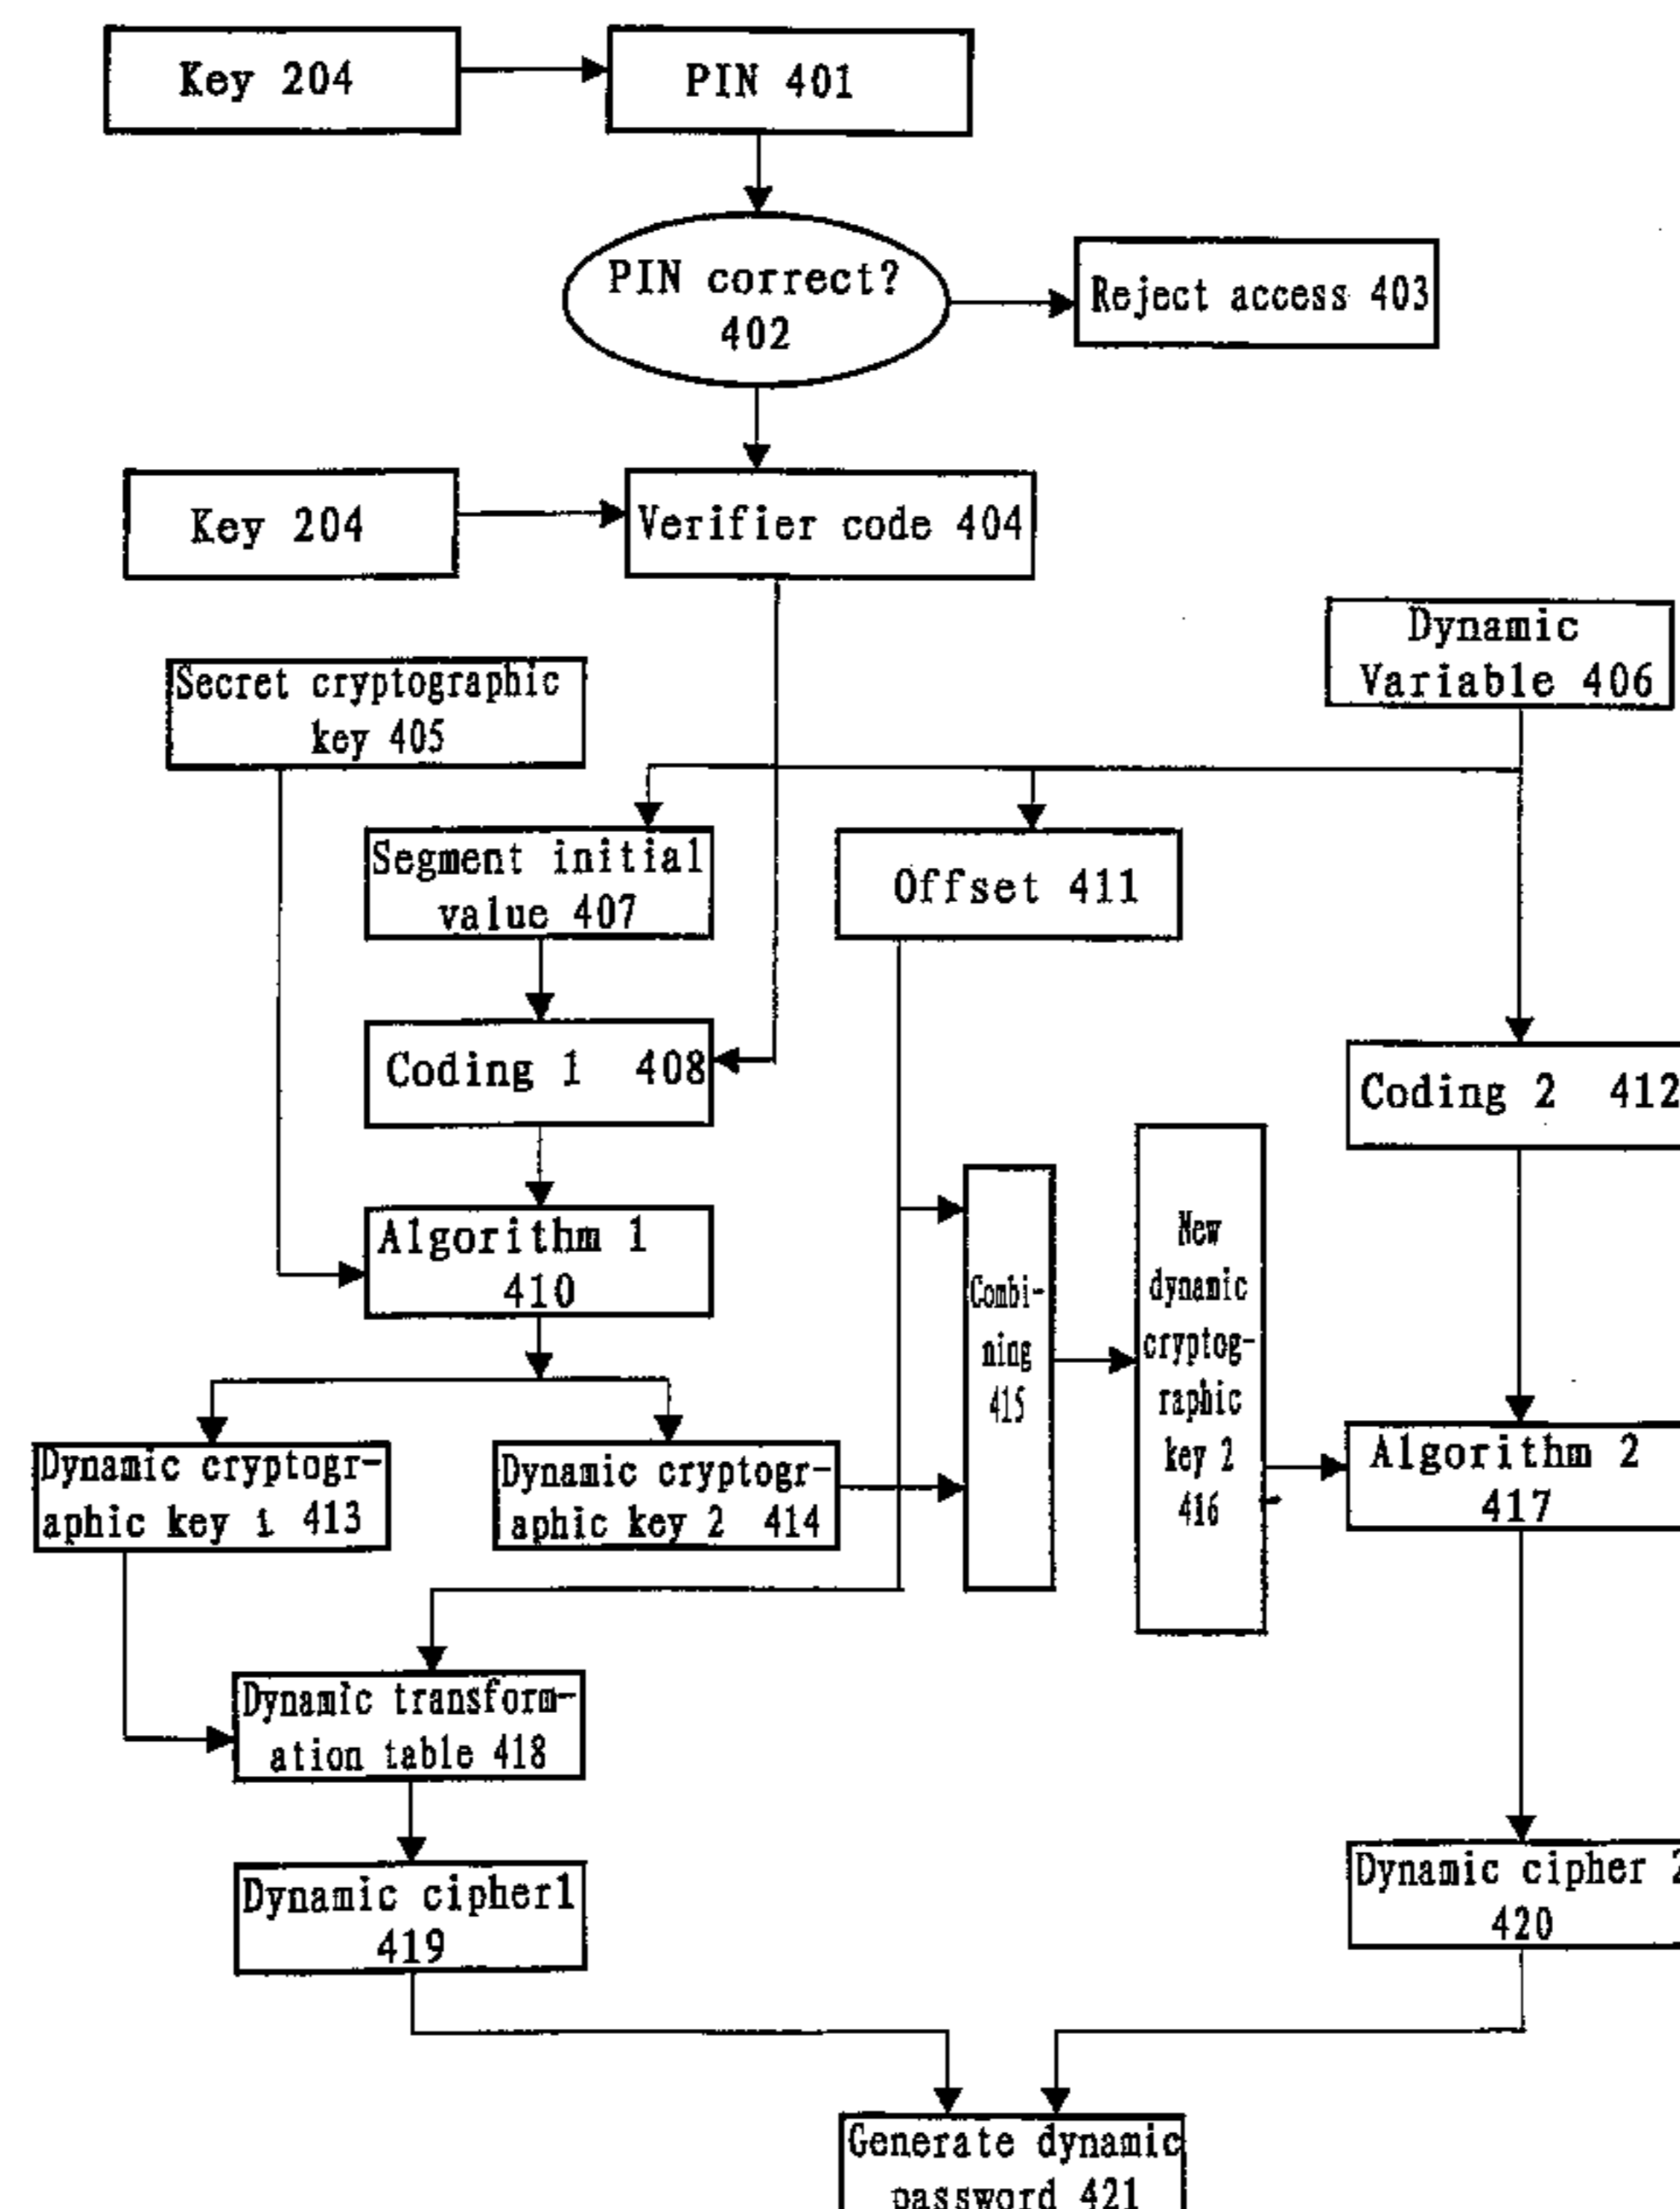 Key 204
PIN 401
PIN correct?
402
Reject access 403
Key 204
Verifier code 404
Dynamic
Variable 406
Secret cryptographic
key 405
Segment initial
value 407
Offset 411
Coding 1 408
Coding 2 412
Algorithm 1
410
Combi-
ning
415
New
dynamic
cryptog-
raphic
key 2
416
Algorithm 2
417
Dynamic cryptogr-
aphic key 1 413
Dynamic cryptogr-
aphic key 2 414
Dynamic transform-
ation table 418
Dynamic cipher1
419
Dynamic cipher 2
420
Generate dynamic
password 421